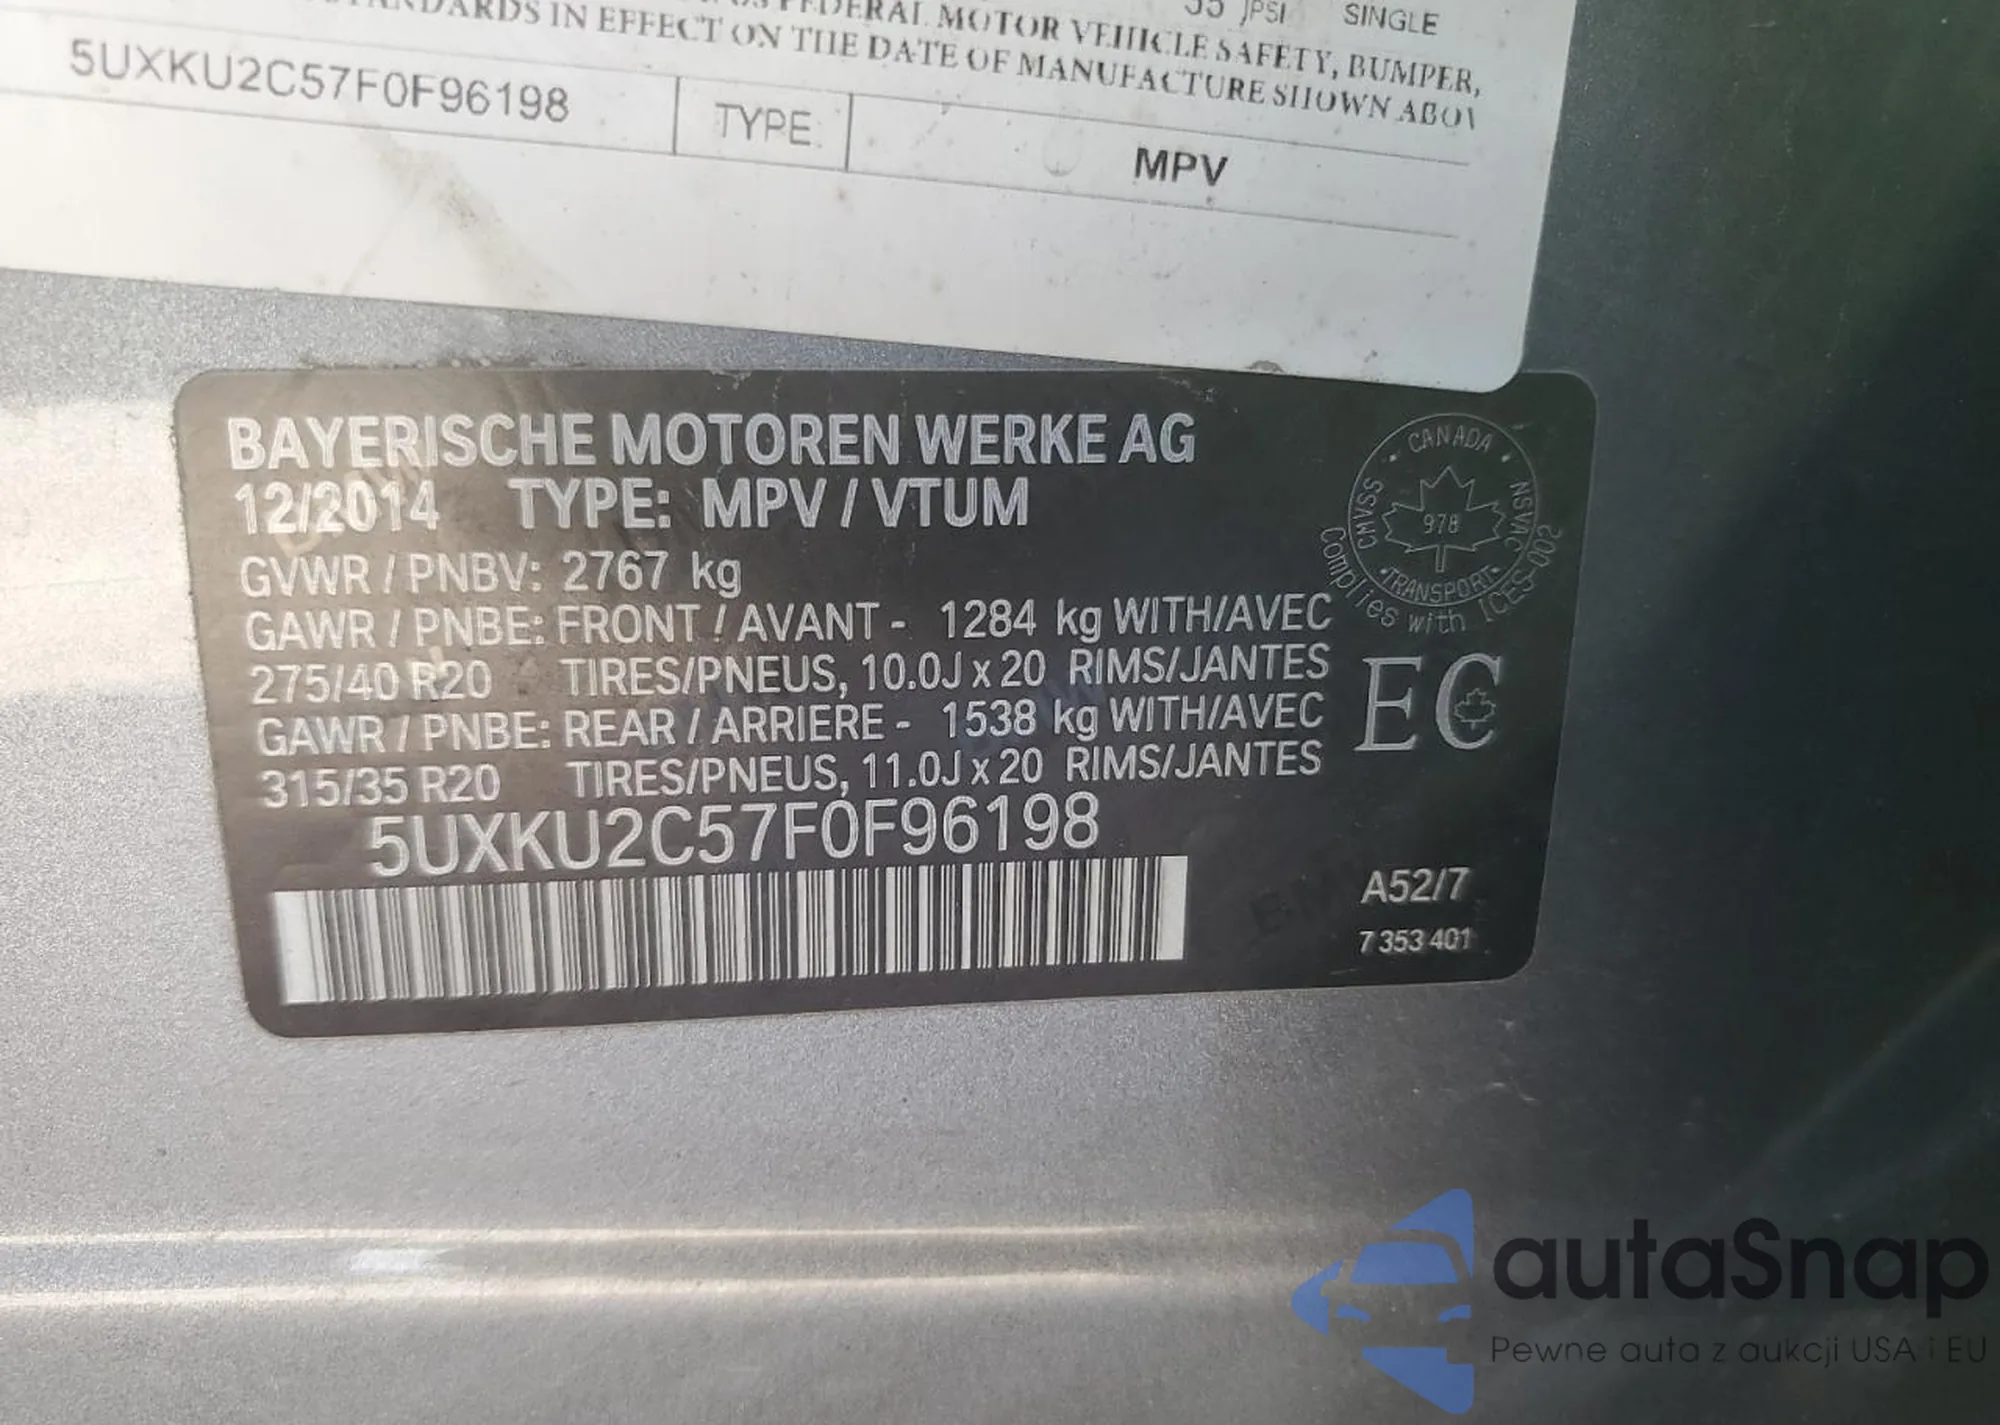 35 PSI SINGLE
FEDERAL MOTOR VEHICLE SAFETY, BUMPER,
STANDARDS IN EFFECT ON THE DATE OF MANUFACTURE SHOWN ABOV
5UXKU2C57F0F96198 TYPE MPV
BAYERISCHE MOTOREN WERKE AG
12/2014 TYPE: MPV / VTUM
GVWR / PNBV: 2767 kg
GAWR / PNBE: FRONT / AVANT - 1284 kg WITH/AVEC
275/40 R20 TIRES/PNEUS, 10.0J x 20 RIMS/JANTES
GAWR / PNBE: REAR / ARRIERE - 1538 kg WITH/AVEC
315/35 R20 TIRES/PNEUS, 11.0J x 20 RIMS/JANTES
5UXKU2C57F0F96198
CANADA
CMVSS 978 NSVAC
TRANSPORT
Complies with ICES-002
EC
A52/7
7 353 401
autoSnap
Pewne auta z aukcji USA i EU